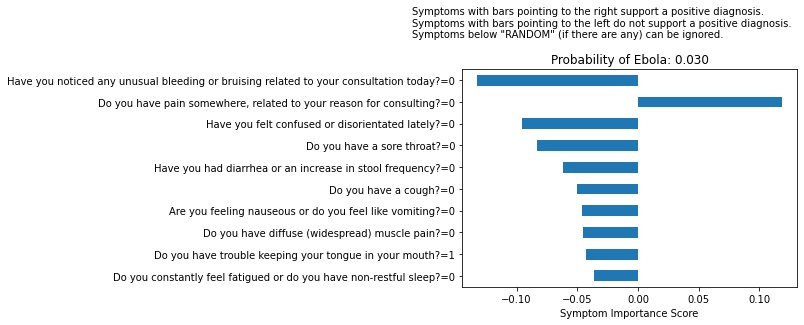 Symptoms with bars pointing to the right support a positive diagnosis.
Symptoms with bars pointing to the left do not support a positive diagnosis.
Symptoms below "RANDOM" (if there are any) can be ignored.
Probability of Ebola: 0.030
Have you noticed any unusual bleeding or bruising related to your consultation today?=0
Do you have pain somewhere, related to your reason for consulting?=0
Have you felt confused or disorientated lately?=0
Do you have a sore throat?=0
Have you had diarrhea or an increase in stool frequency?=0
Do you have a cough?=0
Are you feeling nauseous or do you feel like vomiting?=0
Do you have diffuse (widespread) muscle pain?=0
Do you have trouble keeping your tongue in your mouth?=1
Do you constantly feel fatigued or do you have non-restful sleep?=0
−0.10 −0.05 0.00 0.05 0.10
Symptom Importance Score